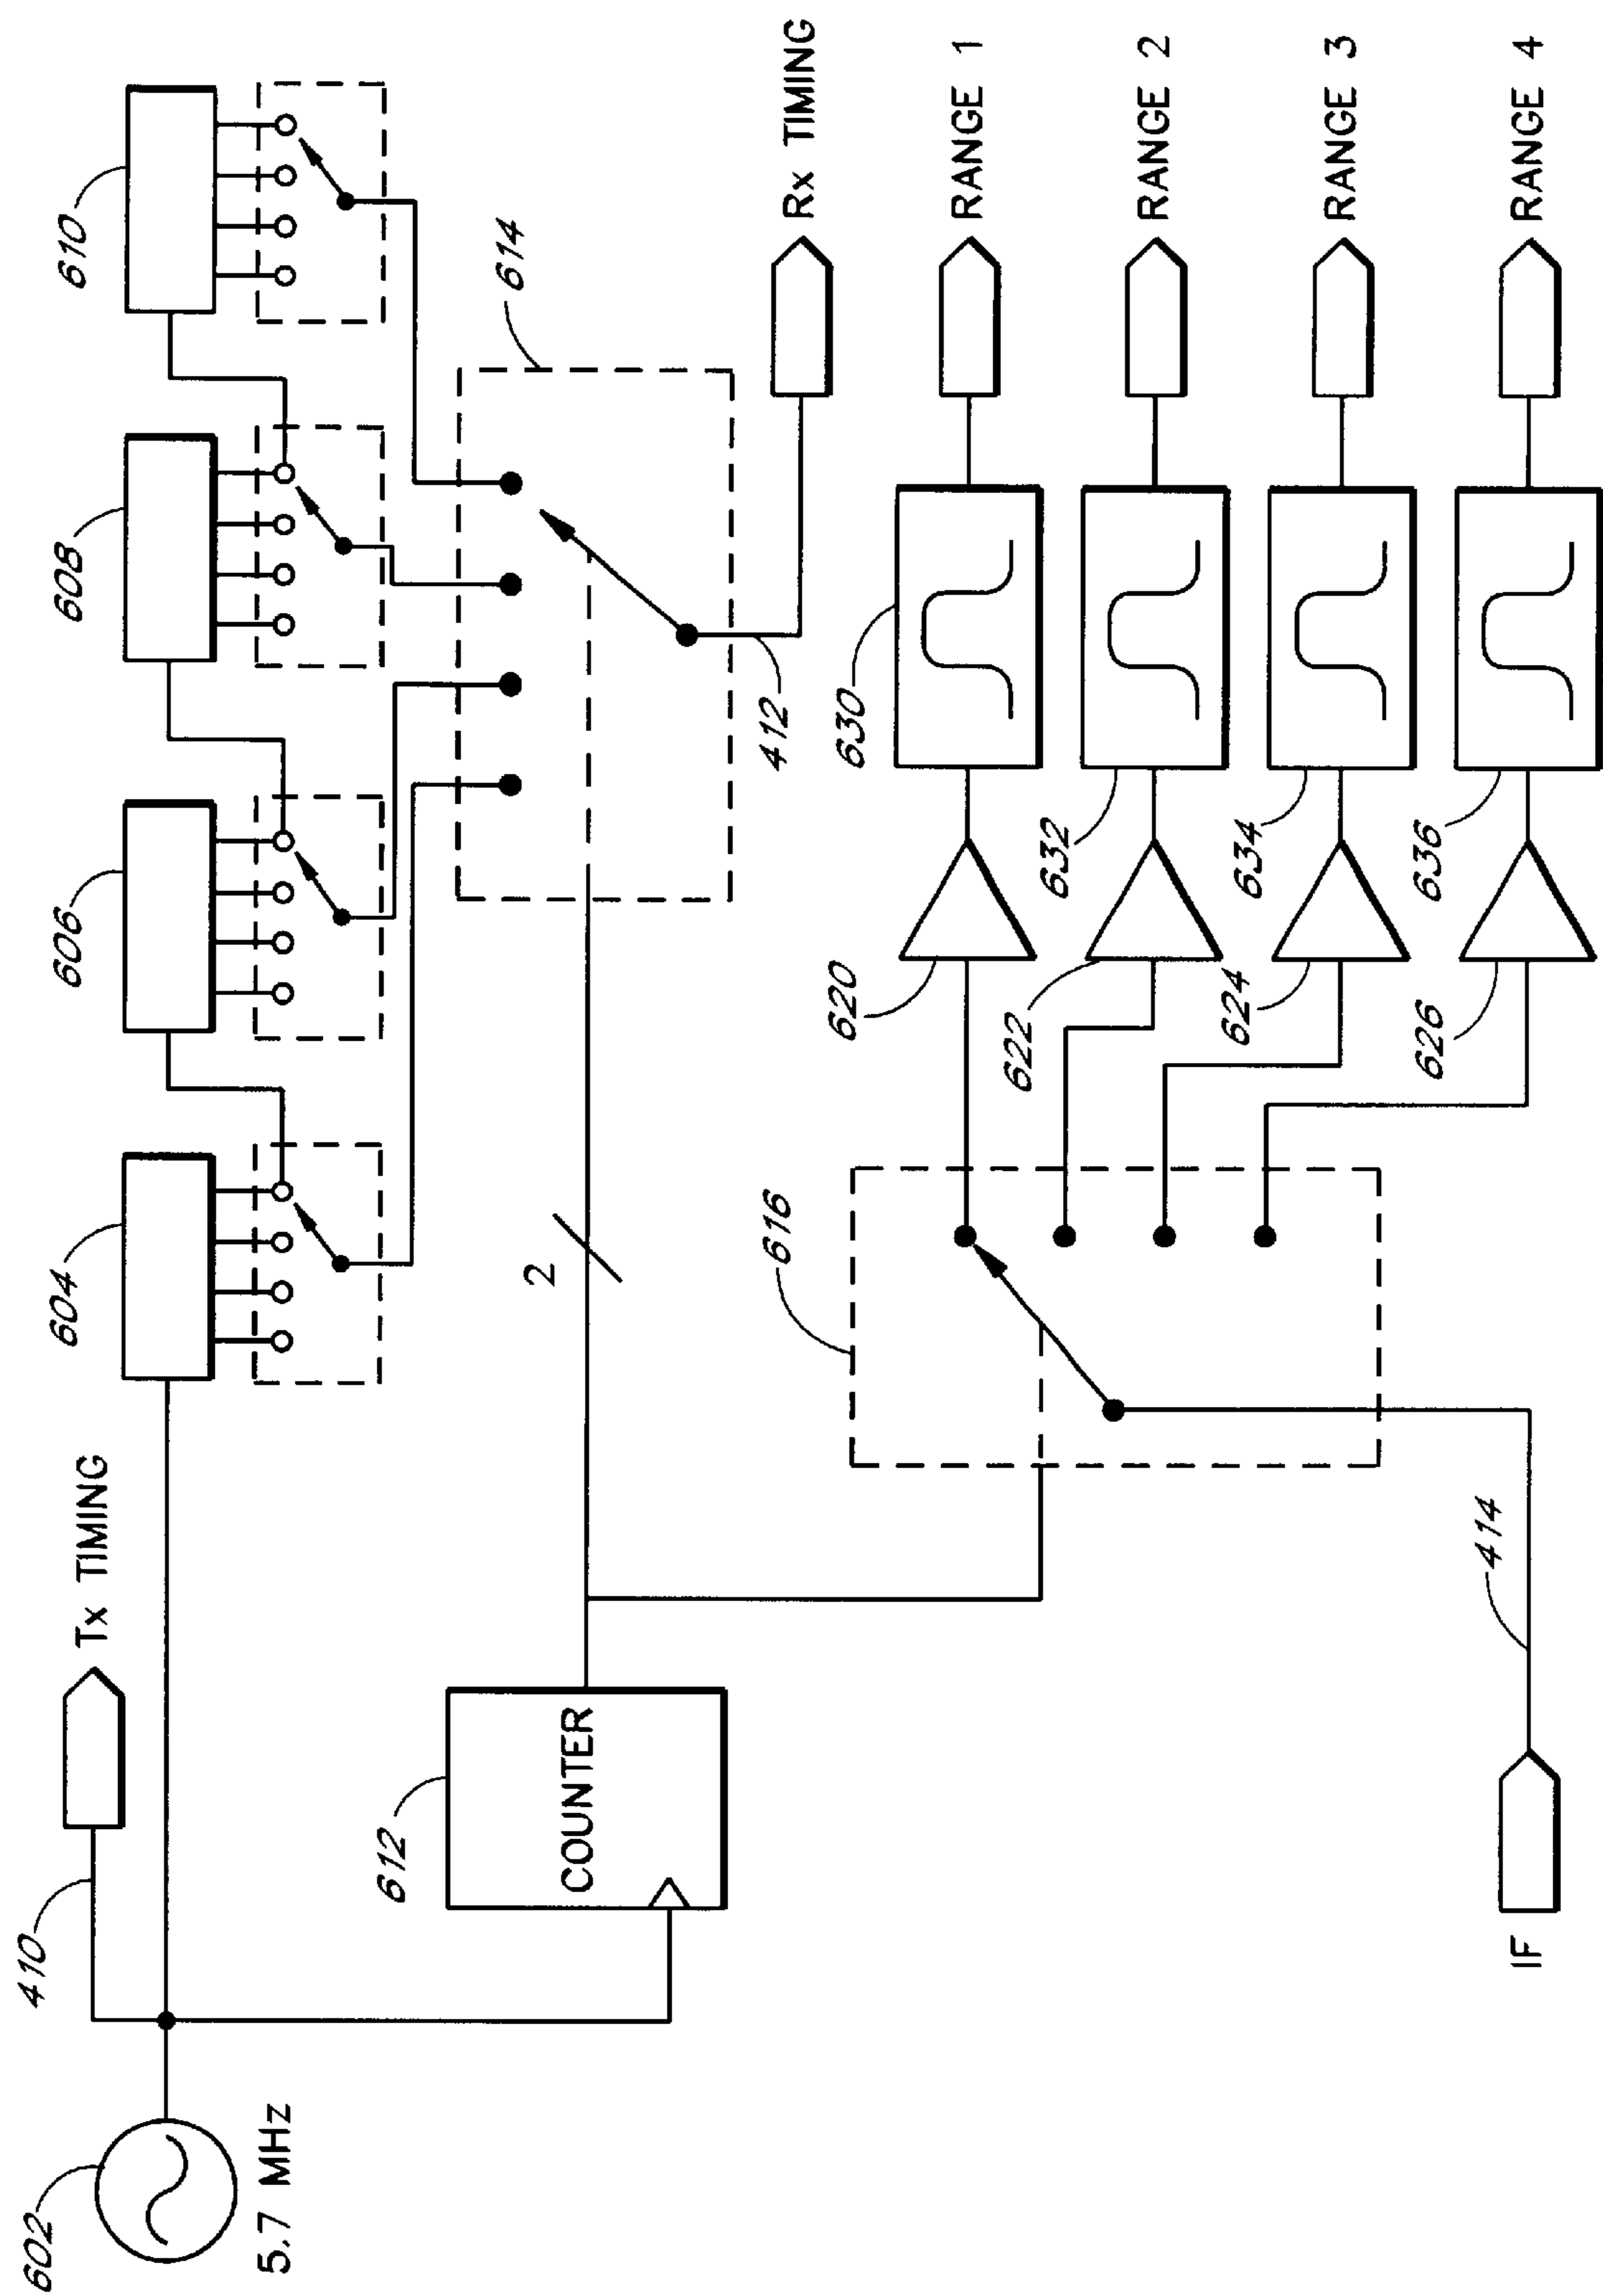 602
5.7 MHz
410
Tx TIMING
604
606
608
610
612
COUNTER
2
614
412
Rx TIMING
616
IF
414
620
630
RANGE 1
622
632
RANGE 2
624
634
RANGE 3
626
636
RANGE 4